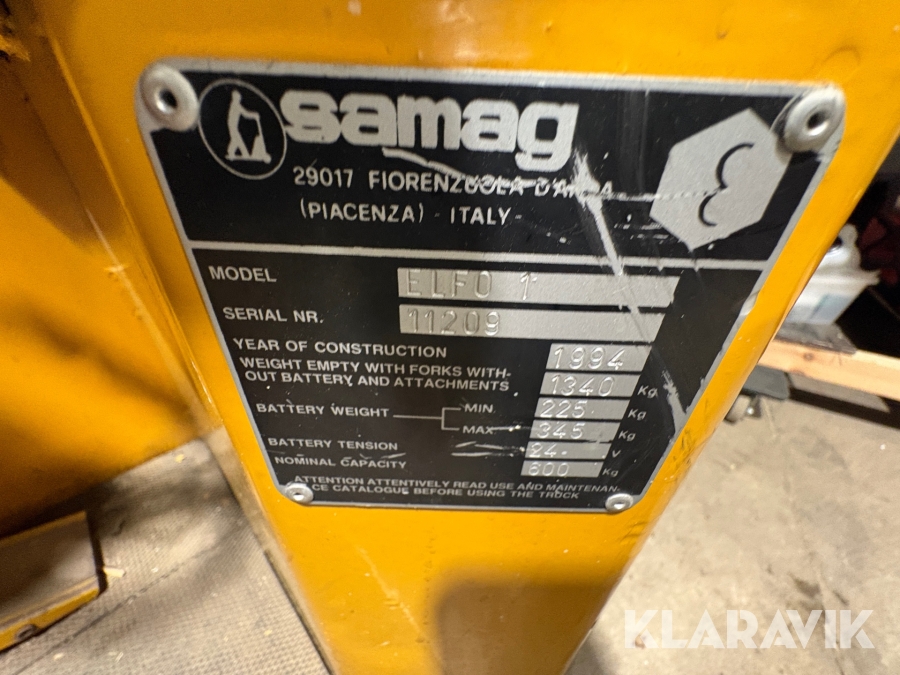 samag
29017 FIORENZUOLA D'ARDA
(PIACENZA) - ITALY -
MODEL ELFO 1
SERIAL NR. 11209
YEAR OF CONSTRUCTION 1994
WEIGHT EMPTY WITH FORKS WITH-
OUT BATTERY AND ATTACHMENTS 1340 Kg
BATTERY WEIGHT MIN. 225 Kg
MAX 345 Kg
BATTERY TENSION 24 V
NOMINAL CAPACITY 600 Kg
ATTENTION ATTENTIVELY READ USE AND MAINTENAN-
CE CATALOGUE BEFORE USING THE TRUCK
KLARAVIK